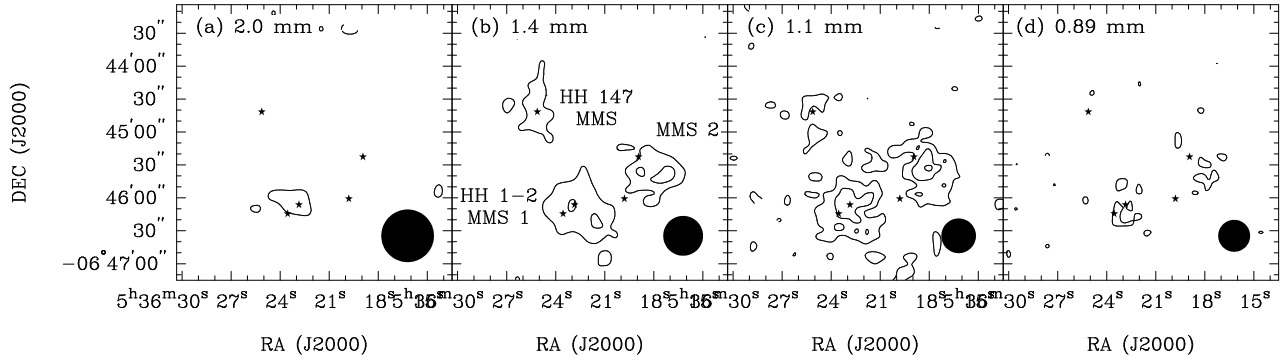 (a) 2.0 mm
(b) 1.4 mm
(c) 1.1 mm
(d) 0.89 mm
30"
44'00"
30"
45'00"
30"
46'00"
30"
−06°47'00"
DEC (J2000)
HH 147
MMS
MMS 2
HH 1−2
MMS 1
5ʰ36ᵐ30ˢ 27ˢ 24ˢ 21ˢ 18ˢ
30ˢ 27ˢ 24ˢ 21ˢ 18ˢ
30ˢ 27ˢ 24ˢ 21ˢ 18ˢ
30ˢ 27ˢ 24ˢ 21ˢ 18ˢ 15ˢ
RA (J2000)
RA (J2000)
RA (J2000)
RA (J2000)